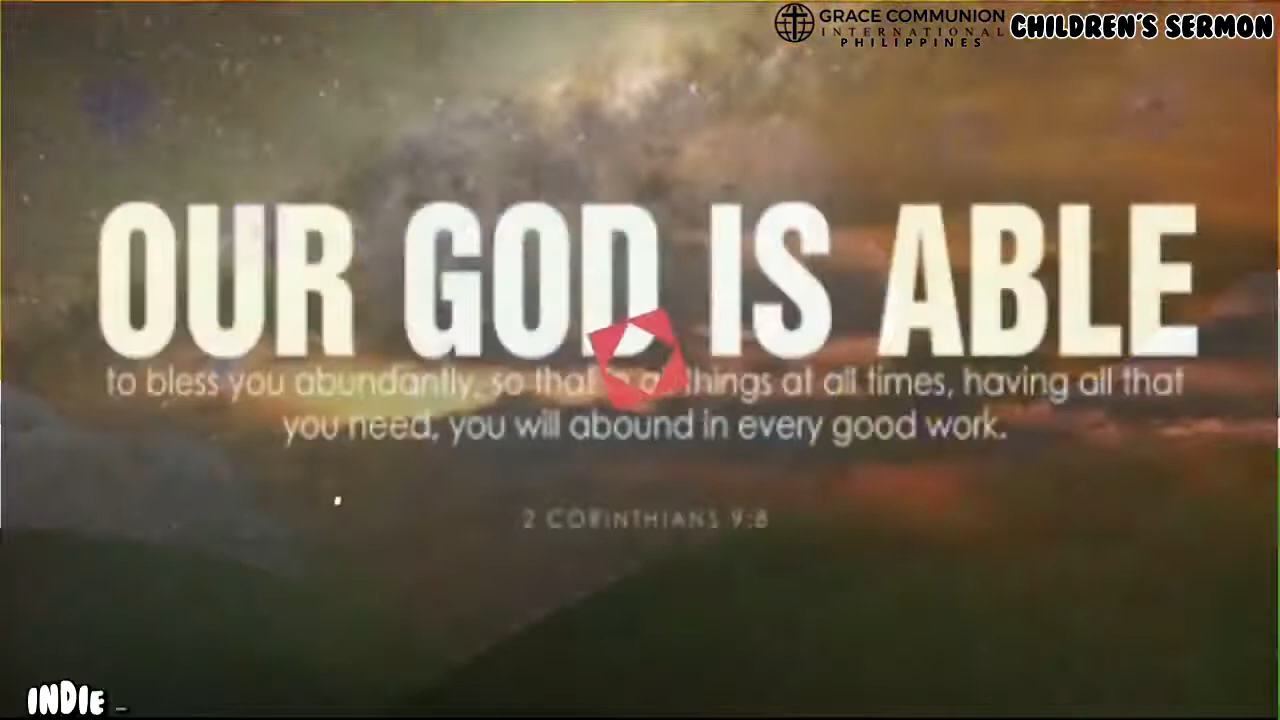 GRACE COMMUNION
INTERNATIONAL
PHILIPPINES
CHILDREN'S SERMON
OUR GOD IS ABLE
to bless you abundantly, so that things at all times, having all that
you need, you will abound in every good work.
2 CORINTHIANS 9:8
INDIE _